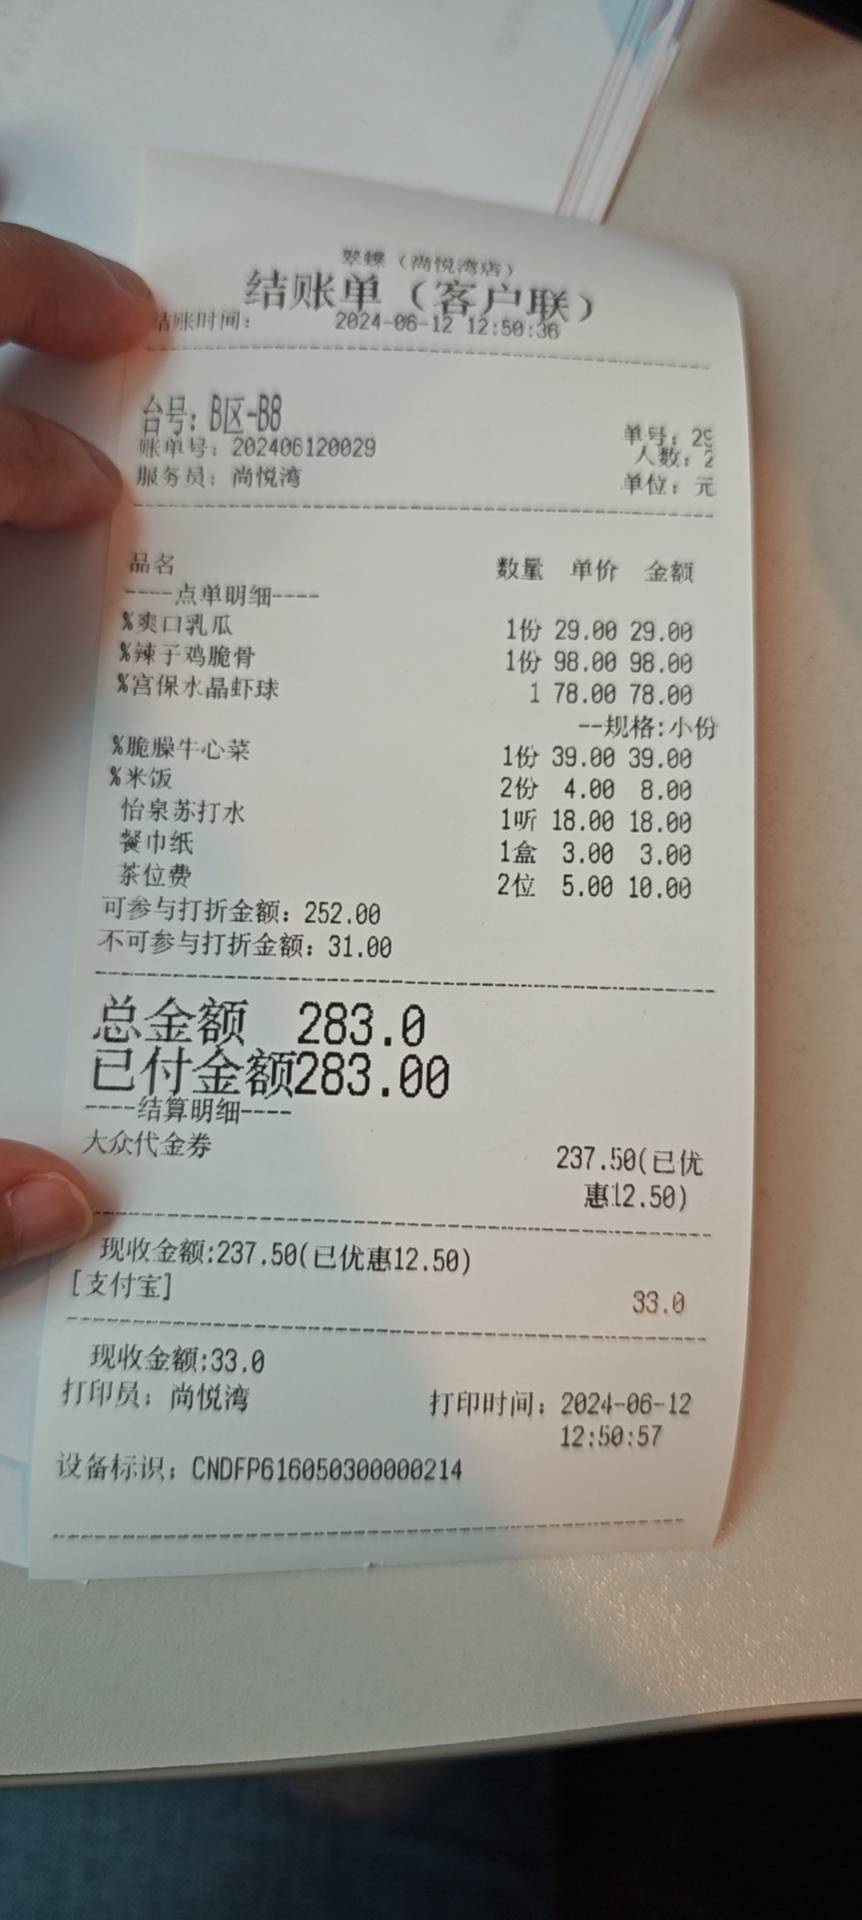 翠蝶（尚悦湾店）
结账单（客户联）
结账时间： 2024-06-12 12:50:36
台号：B区-B8
账单号：202406120029 单号：29
人数：2
服务员：尚悦湾 单位：元
品名 数量 单价 金额
----点单明细----
%爽口乳瓜 1份 29.00 29.00
%辣子鸡脆骨 1份 98.00 98.00
%宫保水晶虾球 1 78.00 78.00
--规格:小份
%脆臊牛心菜 1份 39.00 39.00
%米饭 2份 4.00 8.00
怡泉苏打水 1听 18.00 18.00
餐巾纸 1盒 3.00 3.00
茶位费 2位 5.00 10.00
可参与打折金额：252.00
不可参与打折金额：31.00
总金额 283.0
已付金额283.00
----结算明细----
大众代金券 237.50(已优
惠12.50)
现收金额:237.50(已优惠12.50)
[支付宝] 33.0
现收金额:33.0
打印员：尚悦湾 打印时间：2024-06-12
12:50:57
设备标识：CNDFP616050300000214